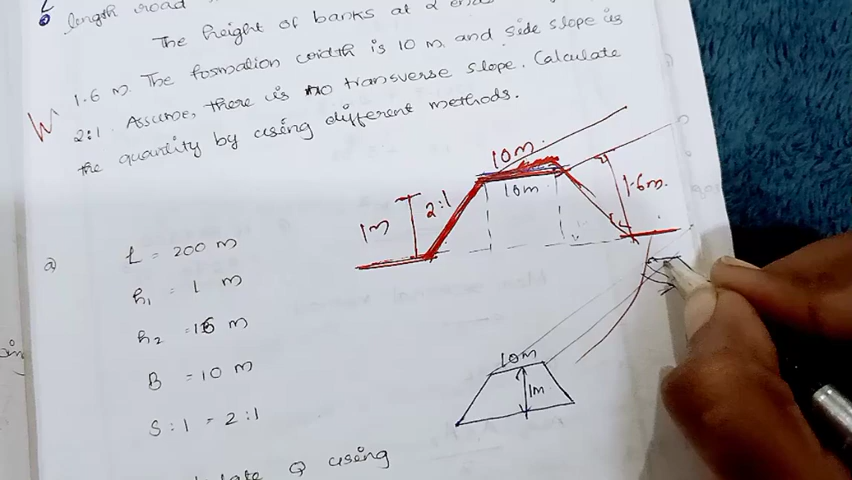 length road
The height of banks at 2 ends
1.6 m. The formation width is 10 m. and side slope is
2:1. Assume, there is no transverse slope. Calculate
the quantity by using different methods.
10m.
10m.
1m
2:1
1.6m.
a) L = 200 m
h1 = 1 m
h2 = 1.6 m
B = 10 m
S:1 = 2:1
10m
1m
Q using